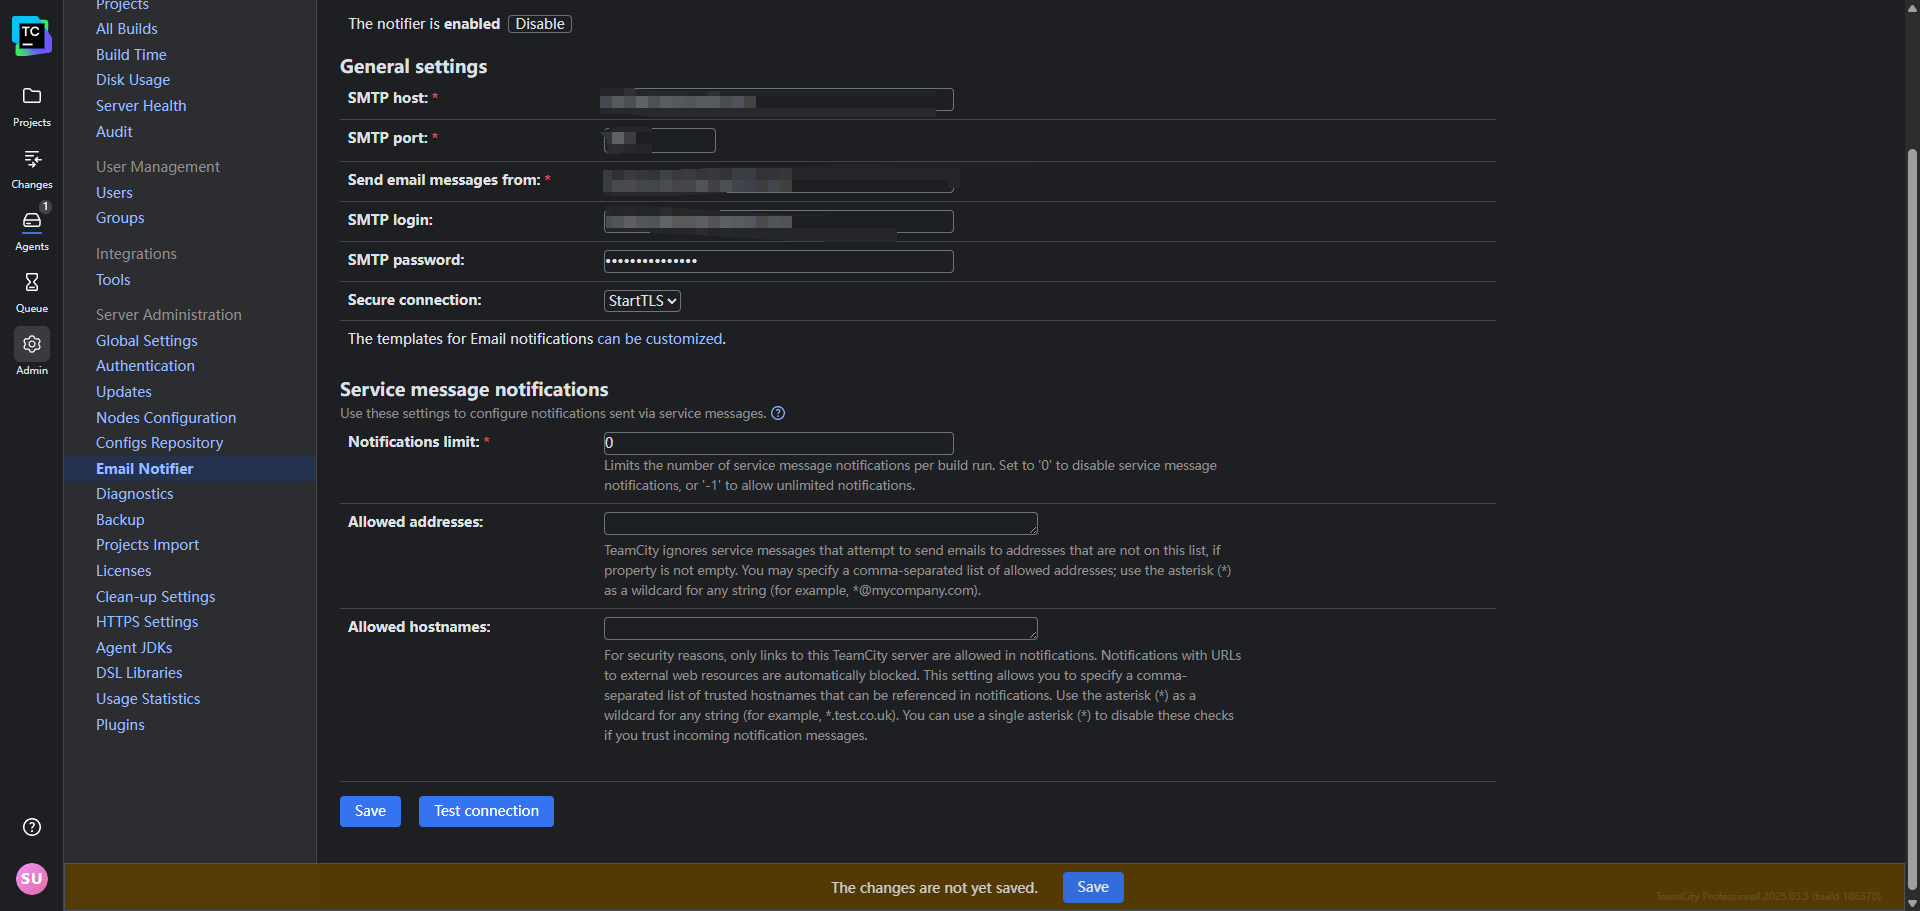 TC
Projects
Changes
1
Agents
Queue
Admin
SU
Projects
All Builds
Build Time
Disk Usage
Server Health
Audit
User Management
Users
Groups
Integrations
Tools
Server Administration
Global Settings
Authentication
Updates
Nodes Configuration
Configs Repository
Email Notifier
Diagnostics
Backup
Projects Import
Licenses
Clean-up Settings
HTTPS Settings
Agent JDKs
DSL Libraries
Usage Statistics
Plugins
The notifier is enabled Disable
General settings
SMTP host: *
SMTP port: *
Send email messages from: *
SMTP login:
SMTP password: •••••••••••••••
Secure connection: StartTLS
The templates for Email notifications can be customized.
Service message notifications
Use these settings to configure notifications sent via service messages. ?
Notifications limit: * 0
Limits the number of service message notifications per build run. Set to '0' to disable service message
notifications, or '-1' to allow unlimited notifications.
Allowed addresses:
TeamCity ignores service messages that attempt to send emails to addresses that are not on this list, if
property is not empty. You may specify a comma-separated list of allowed addresses; use the asterisk (*)
as a wildcard for any string (for example, *@mycompany.com).
Allowed hostnames:
For security reasons, only links to this TeamCity server are allowed in notifications. Notifications with URLs
to external web resources are automatically blocked. This setting allows you to specify a comma-
separated list of trusted hostnames that can be referenced in notifications. Use the asterisk (*) as a
wildcard for any string (for example, *.test.co.uk). You can use a single asterisk (*) to disable these checks
if you trust incoming notification messages.
Save Test connection
The changes are not yet saved. Save
TeamCity Professional 2025.03.3 (build 186370)